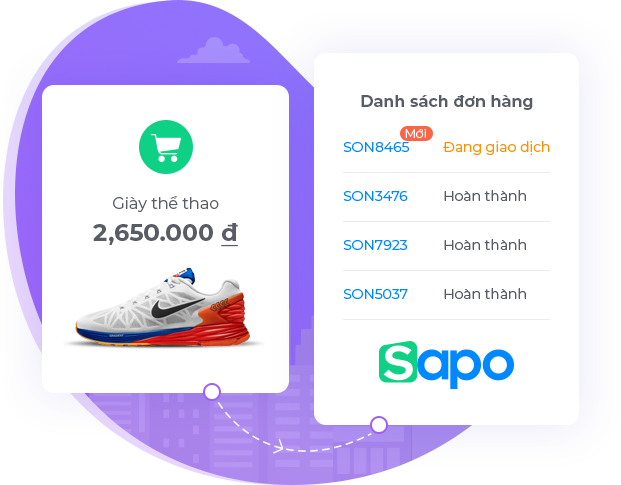 Giày thể thao
2,650.000 đ
Danh sách đơn hàng
Mới
SON8465 Đang giao dịch
SON3476 Hoàn thành
SON7923 Hoàn thành
SON5037 Hoàn thành
Sapo